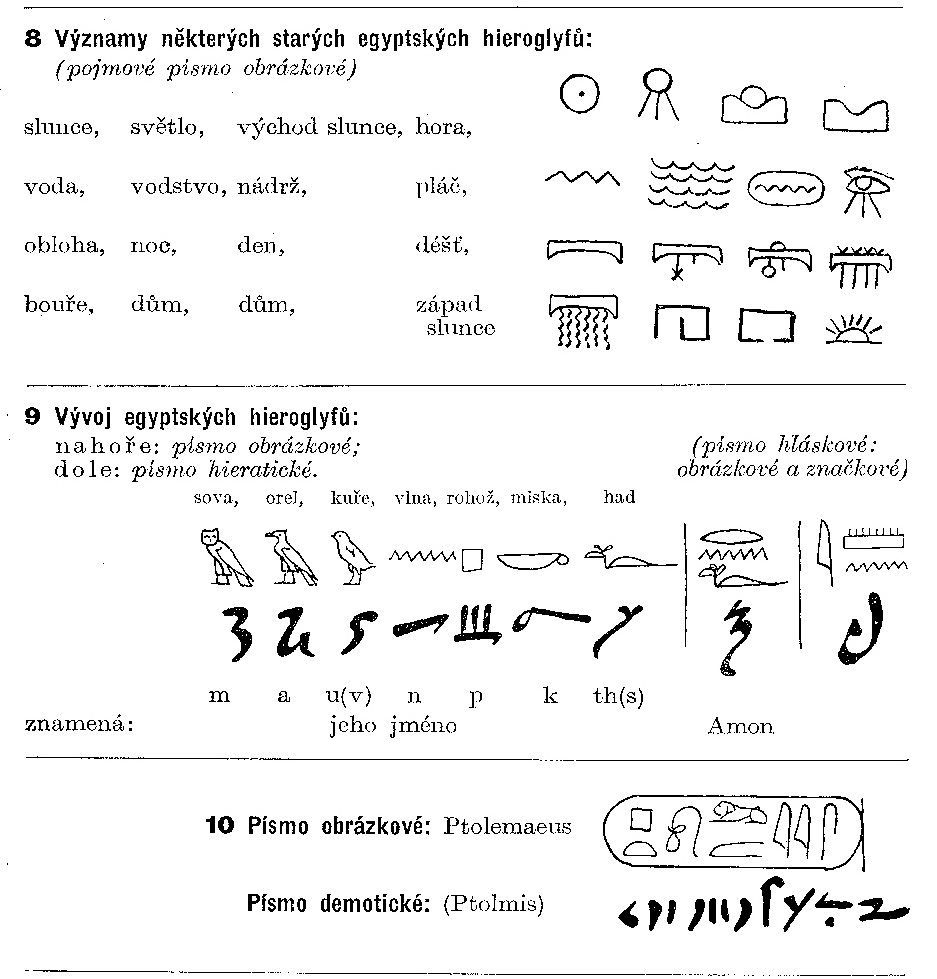 8 Významy některých starých egyptských hieroglyfů:
(pojmové písmo obrázkové)
slunce, světlo, východ slunce, hora,
voda, vodstvo, nádrž, pláč,
obloha, noc, den, déšť,
bouře, dům, dům, západ
slunce
9 Vývoj egyptských hieroglyfů:
nahoře: písmo obrázkové; (písmo hláskové:
dole: písmo hieratické. obrázkové a značkové)
sova, orel, kuře, vlna, rohož, miska, had
m a u(v) n p k th(s)
znamená: jeho jméno Amon
10 Písmo obrázkové: Ptolemaeus
Písmo demotické: (Ptolmis)